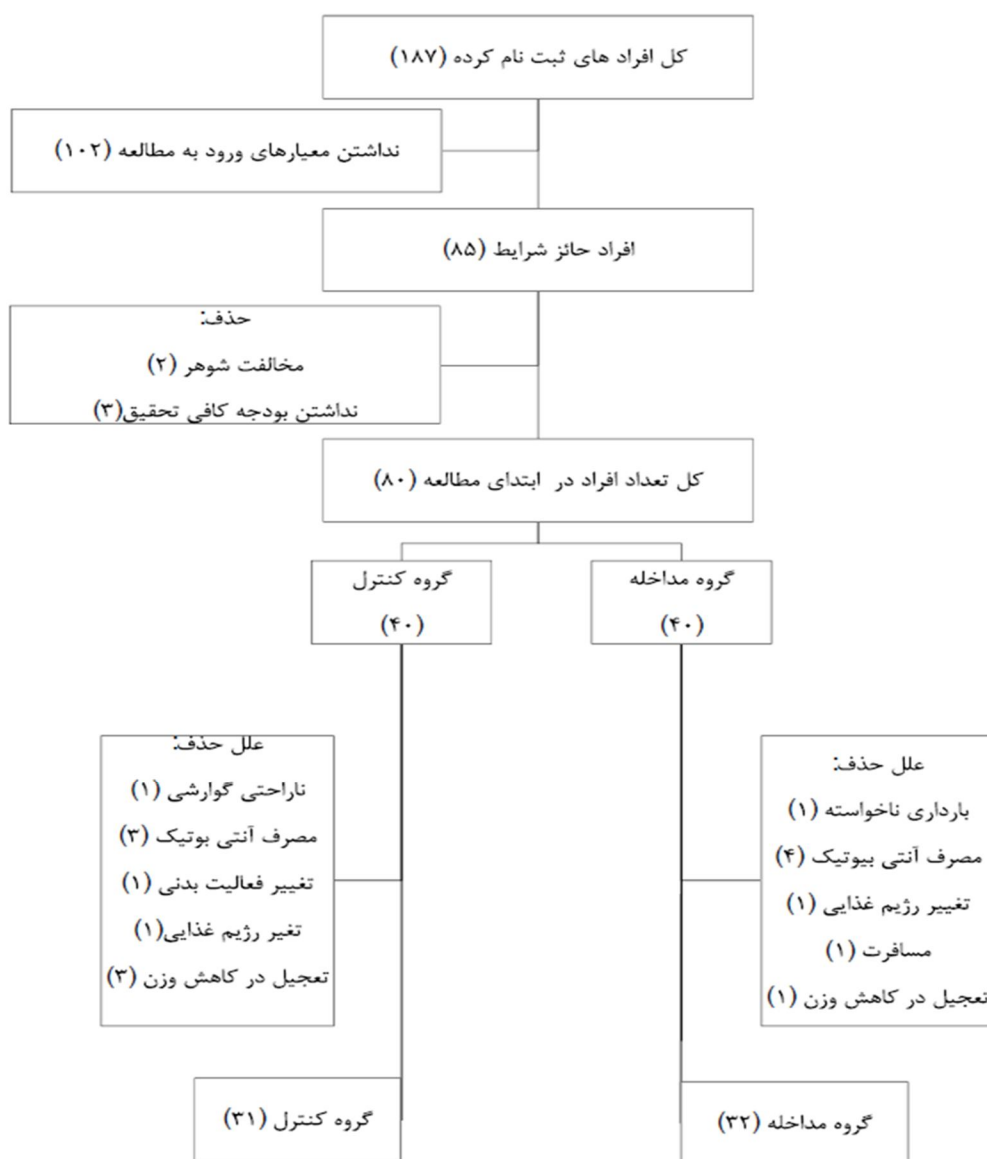 کل افراد های ثبت نام کرده (۱۸۷)
نداشتن معیارهای ورود به مطالعه (۱۰۲)
افراد حائز شرایط (۸۵)
حذف:
مخالفت شوهر (۲)
نداشتن بودجه کافی تحقیق(۳)
کل تعداد افراد در ابتدای مطالعه (۸۰)
گروه مداخله
(۴۰)
گروه کنترل
(۴۰)
علل حذف:
بارداری ناخواسته (۱)
مصرف آنتی بیوتیک (۴)
تغییر رژیم غذایی (۱)
مسافرت (۱)
تعجیل در کاهش وزن (۱)
علل حذف:
ناراحتی گوارشی (۱)
مصرف آنتی بوتیک (۳)
تغییر فعالیت بدنی (۱)
تغیر رژیم غذایی(۱)
تعجیل در کاهش وزن (۳)
گروه مداخله (۳۲)
گروه کنترل (۳۱)